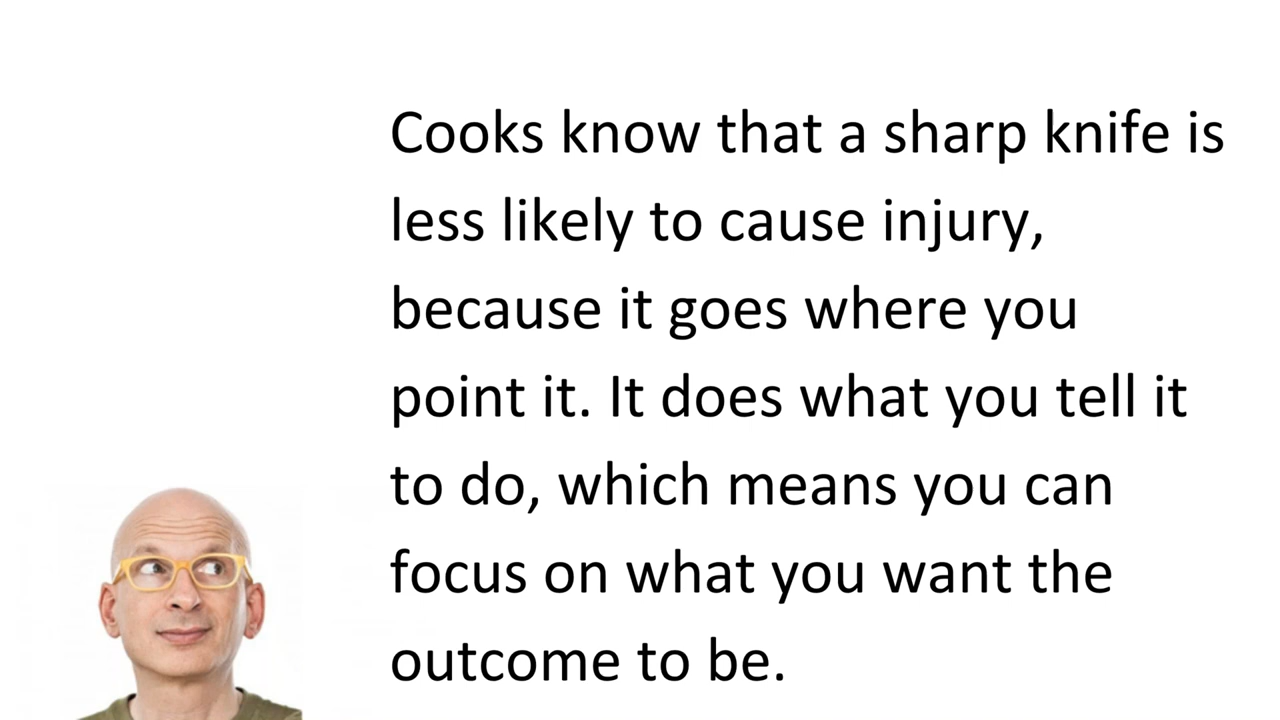 Cooks know that a sharp knife is
less likely to cause injury,
because it goes where you
point it. It does what you tell it
to do, which means you can
focus on what you want the
outcome to be.